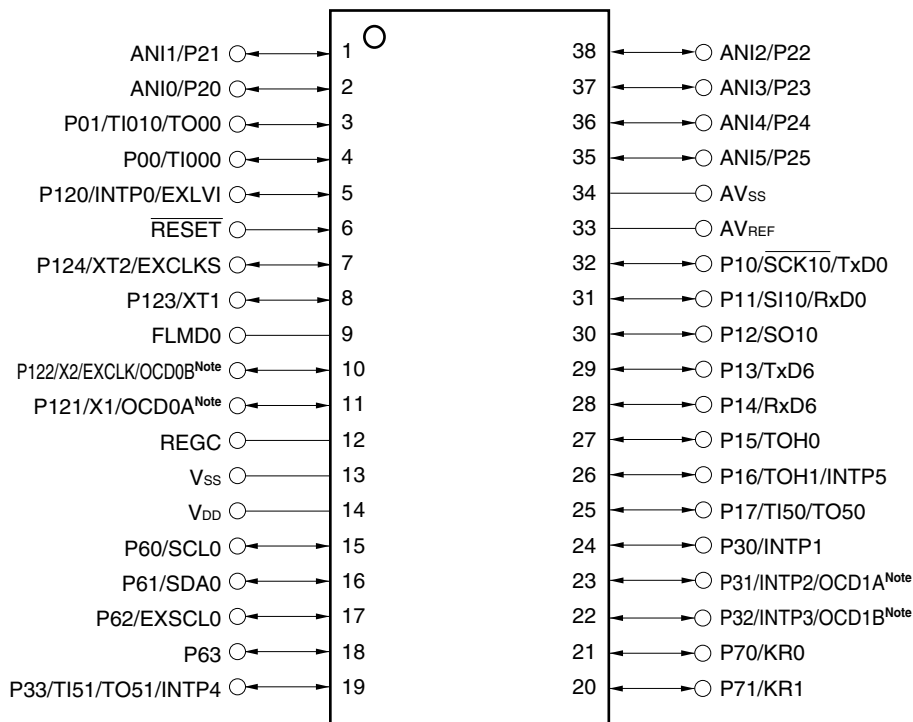 ANI1/P21 1 38 ANI2/P22
ANI0/P20 2 37 ANI3/P23
P01/TI010/TO00 3 36 ANI4/P24
P00/TI000 4 35 ANI5/P25
P120/INTP0/EXLVI 5 34 AVSS
RESET 6 33 AVREF
P124/XT2/EXCLKS 7 32 P10/SCK10/TxD0
P123/XT1 8 31 P11/SI10/RxD0
FLMD0 9 30 P12/SO10
P122/X2/EXCLK/OCD0BNote 10 29 P13/TxD6
P121/X1/OCD0ANote 11 28 P14/RxD6
REGC 12 27 P15/TOH0
VSS 13 26 P16/TOH1/INTP5
VDD 14 25 P17/TI50/TO50
P60/SCL0 15 24 P30/INTP1
P61/SDA0 16 23 P31/INTP2/OCD1ANote
P62/EXSCL0 17 22 P32/INTP3/OCD1BNote
P63 18 21 P70/KR0
P33/TI51/TO51/INTP4 19 20 P71/KR1